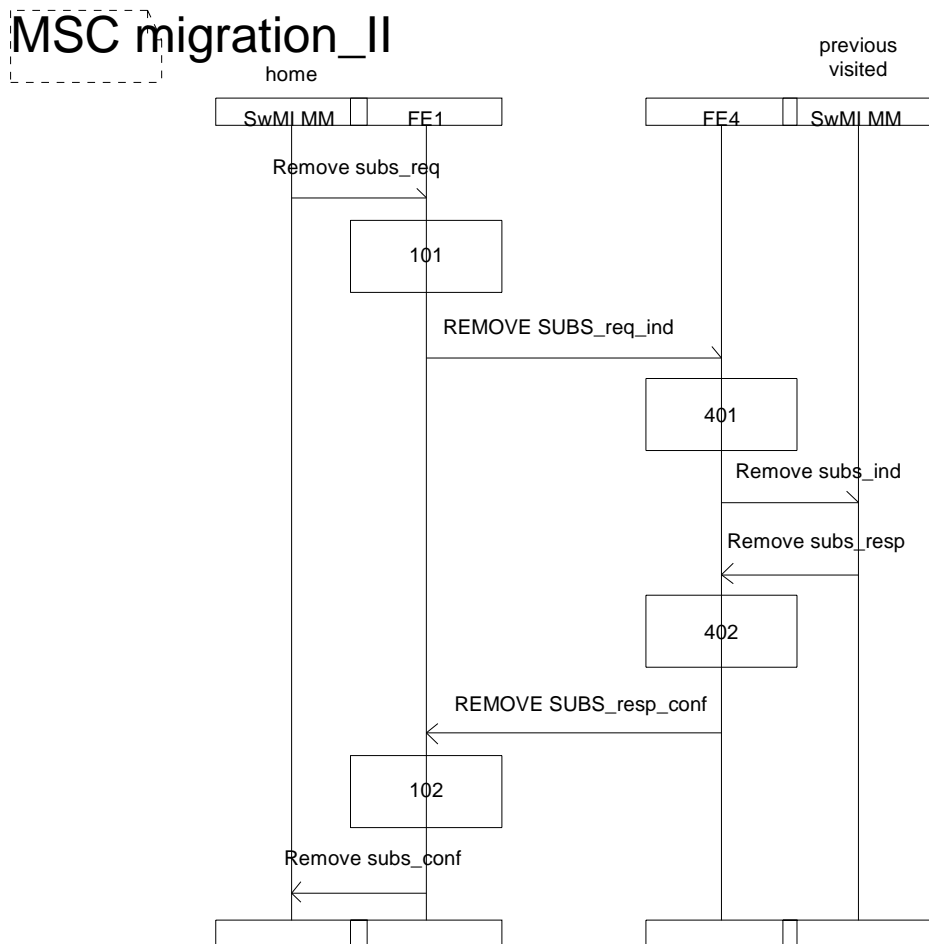 MSC migration_II
home
previous
visited
SwMI MM
FE1
FE4
SwMI MM
Remove subs_req
101
REMOVE SUBS_req_ind
401
Remove subs_ind
Remove subs_resp
402
REMOVE SUBS_resp_conf
102
Remove subs_conf